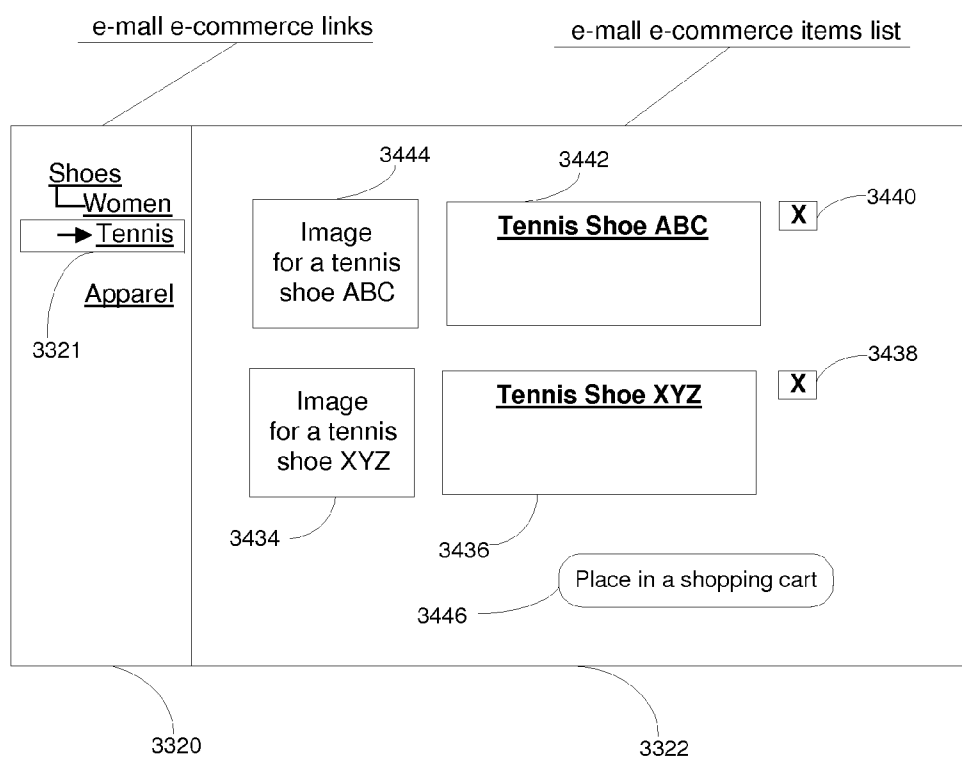 e-mall e-commerce links
e-mall e-commerce items list
3444
3442
3440
Shoes
Women
Tennis
Apparel
3321
Image
for a tennis
shoe ABC
Tennis Shoe ABC
X
3438
Image
for a tennis
shoe XYZ
Tennis Shoe XYZ
X
3434
3436
Place in a shopping cart
3446
3320
3322